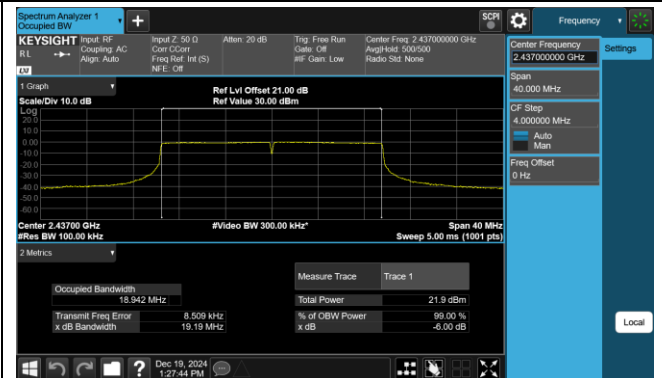 Spectrum Analyzer 1
Occupied BW
SCPI
Frequency
KEYSIGHT
Input: RF
Coupling: AC
Align: Auto
Input Z: 50 Ω
Corr CCorr
Freq Ref: Int (S)
NFE: Off
Atten: 20 dB
Trig: Free Run
Gate: Off
#IF Gain: Low
Center Freq: 2.437000000 GHz
Avg|Hold: 500/500
Radio Std: None
R L
LXI
Center Frequency
2.437000000 GHz
Settings
Span
40.000 MHz
CF Step
4.000000 MHz
Auto
Man
Freq Offset
0 Hz
Local
1 Graph
Scale/Div 10.0 dB
Ref Lvl Offset 21.00 dB
Ref Value 30.00 dBm
Log
20.0
10.0
0.00
-10.0
-20.0
-30.0
-40.0
-50.0
-60.0
Center 2.43700 GHz
#Res BW 100.00 kHz
#Video BW 300.00 kHz*
Span 40 MHz
Sweep 5.00 ms (1001 pts)
2 Metrics
Measure Trace Trace 1
Occupied Bandwidth
18.942 MHz
Total Power 21.9 dBm
Transmit Freq Error 8.509 kHz
% of OBW Power 99.00 %
x dB Bandwidth 19.19 MHz
x dB -6.00 dB
?
Dec 19, 2024
1:27:44 PM